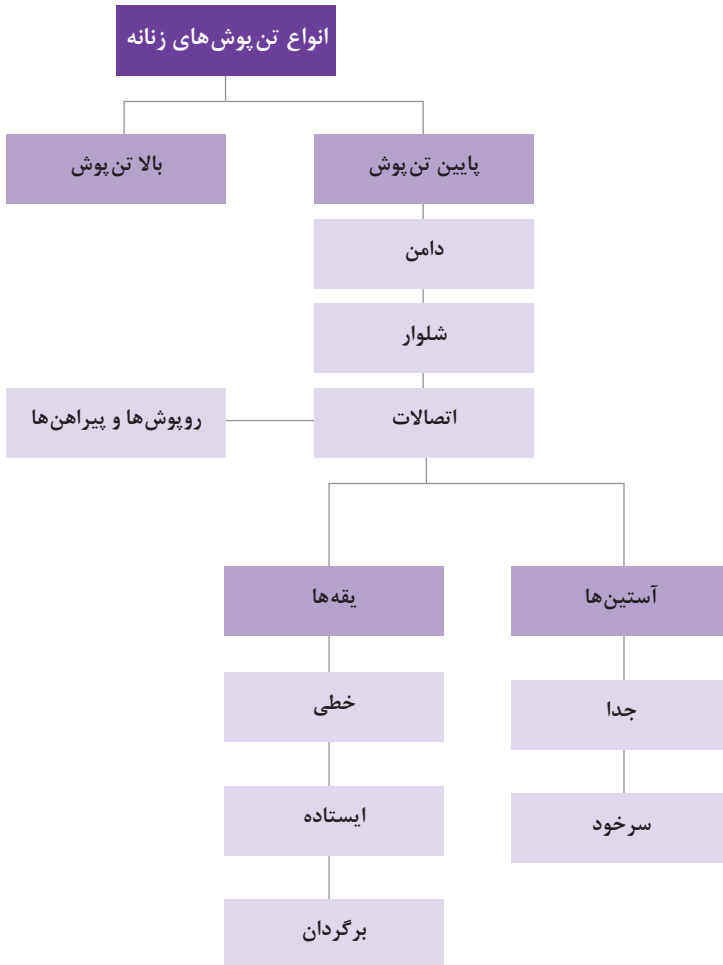 انواع تن‌پوش‌های زنانه
پایین تن‌پوش
بالا تن‌پوش
دامن
شلوار
اتصالات
روپوش‌ها و پیراهن‌ها
آستین‌ها
یقه‌ها
جدا
خطی
سرخود
ایستاده
برگردان